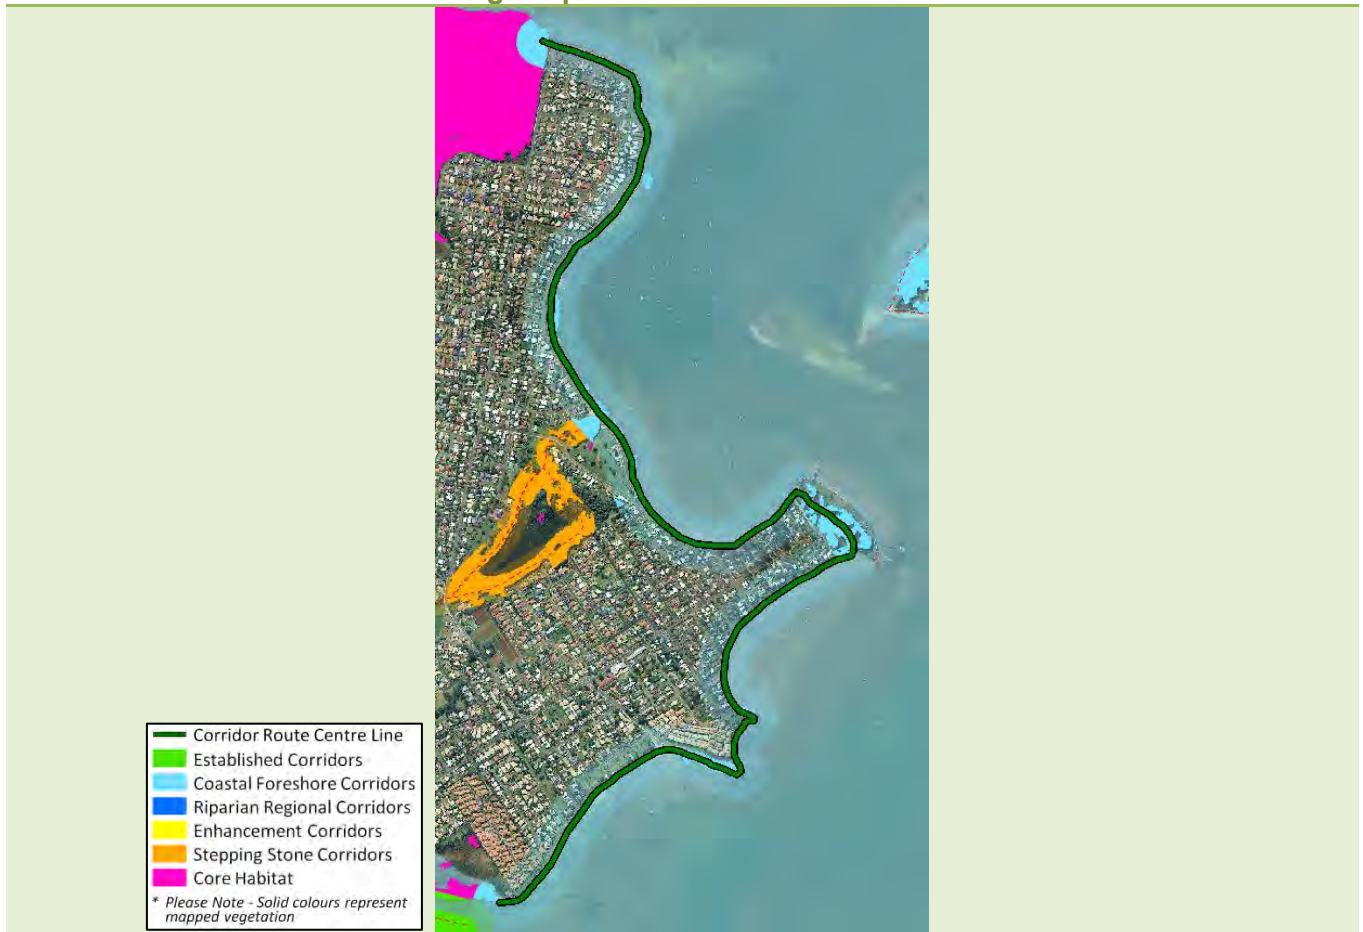 Corridor Route Centre Line
Established Corridors
Coastal Foreshore Corridors
Riparian Regional Corridors
Enhancement Corridors
Stepping Stone Corridors
Core Habitat
* Please Note - Solid colours represent
mapped vegetation